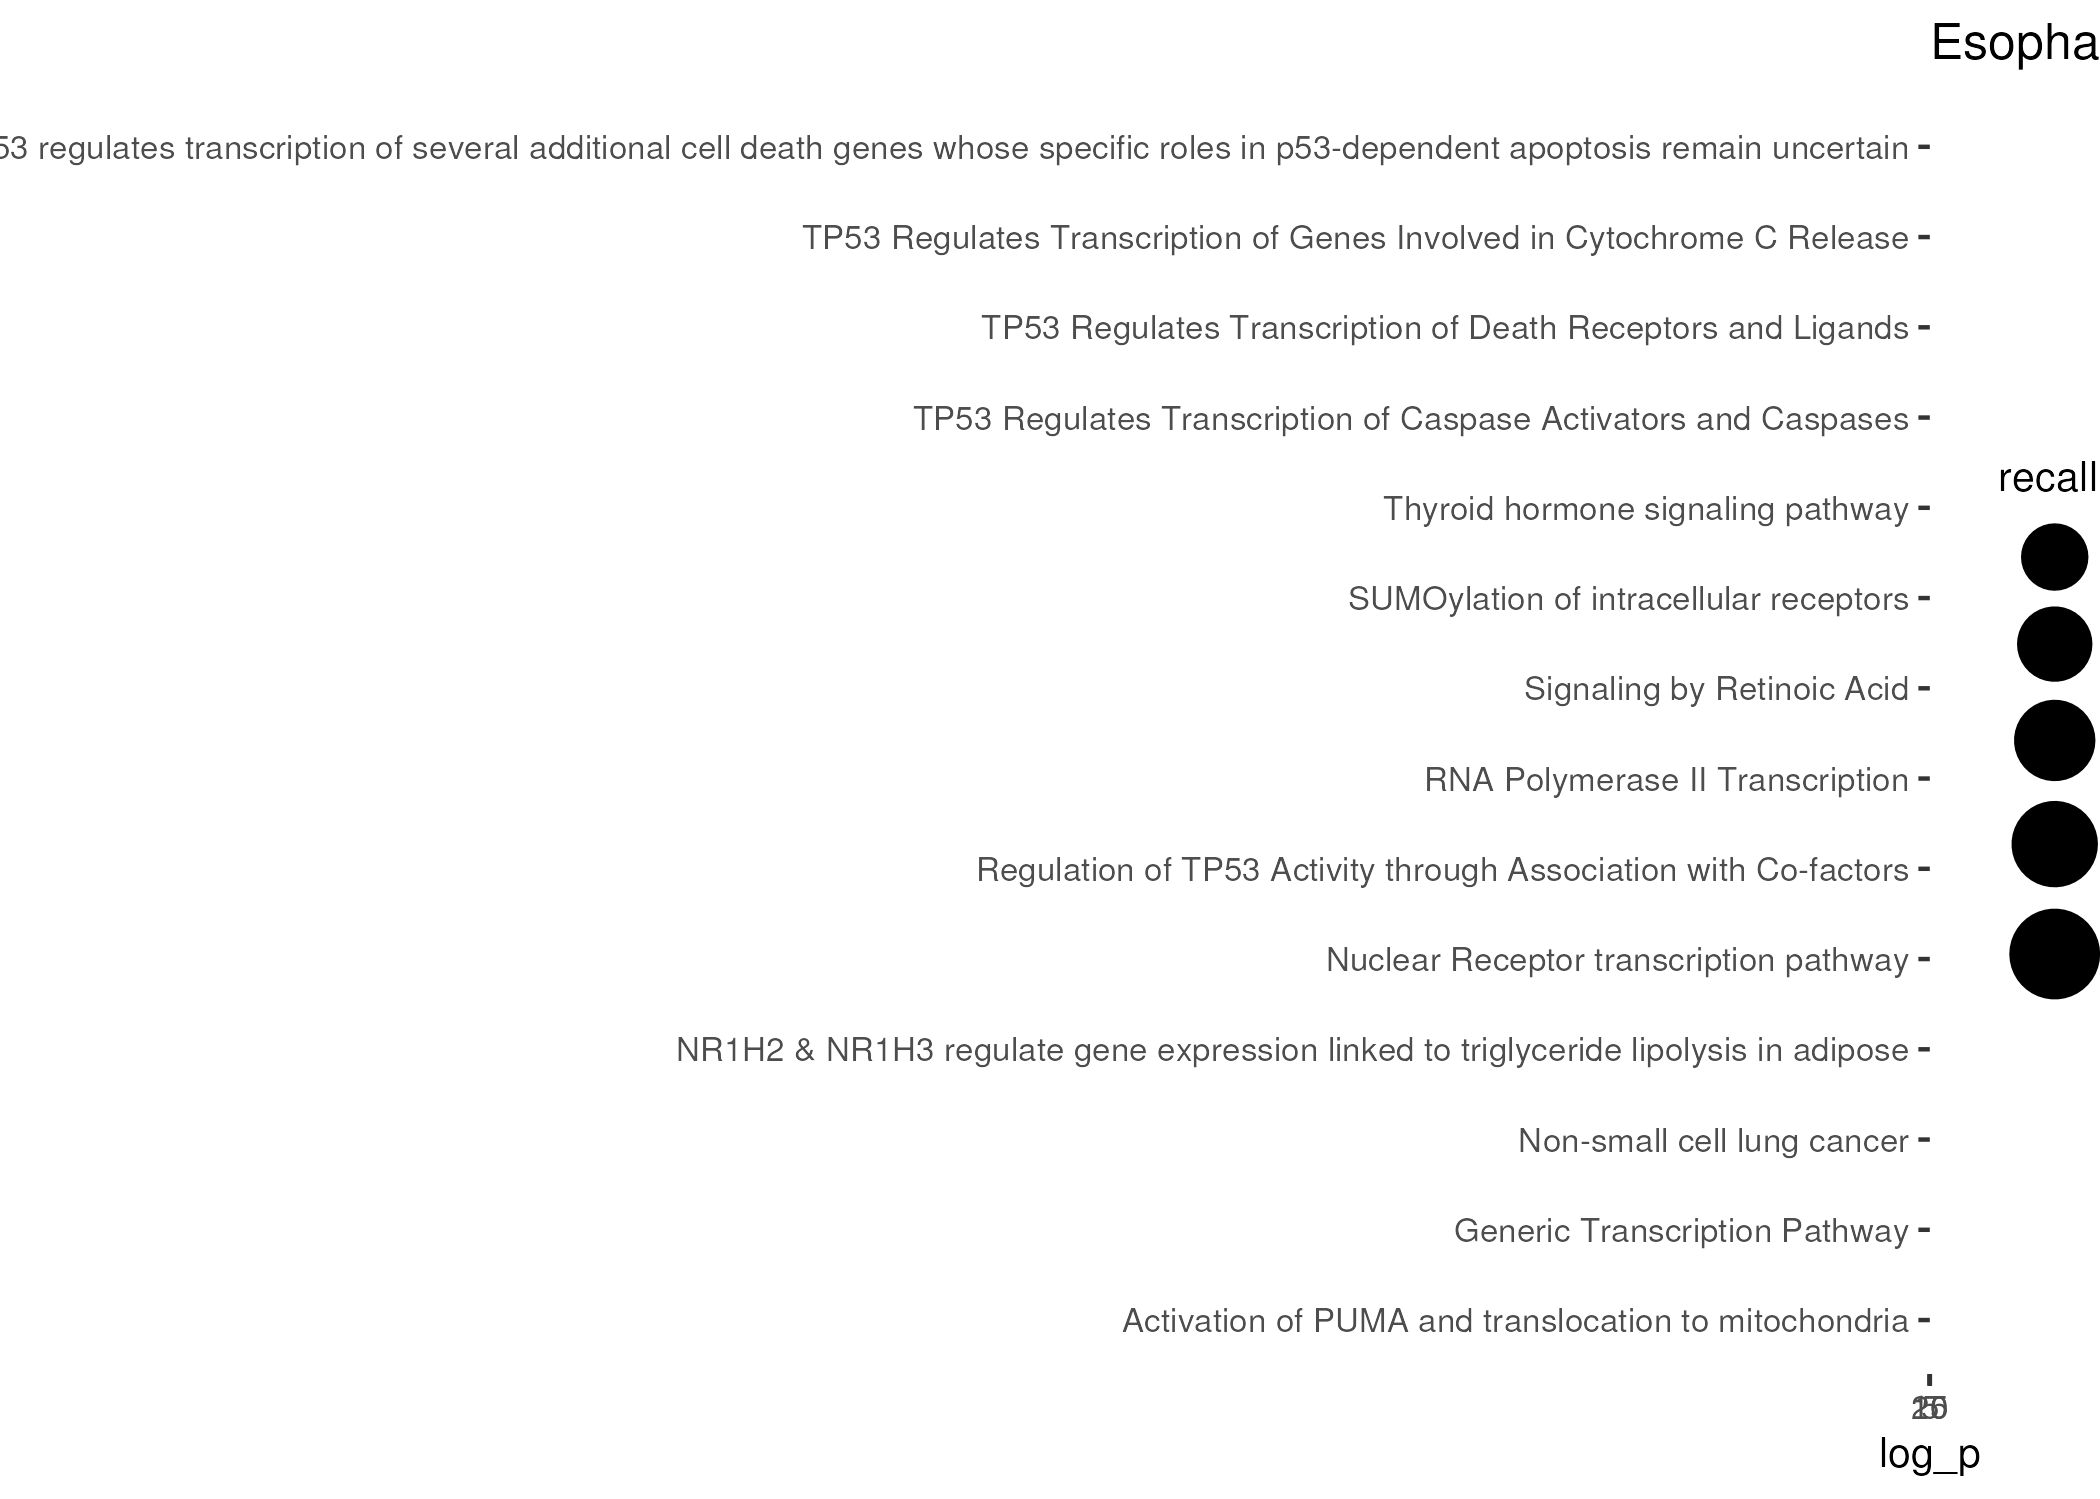 Esopha
53 regulates transcription of several additional cell death genes whose specific roles in p53-dependent apoptosis remain uncertain
TP53 Regulates Transcription of Genes Involved in Cytochrome C Release
TP53 Regulates Transcription of Death Receptors and Ligands
TP53 Regulates Transcription of Caspase Activators and Caspases
Thyroid hormone signaling pathway
SUMOylation of intracellular receptors
Signaling by Retinoic Acid
RNA Polymerase II Transcription
Regulation of TP53 Activity through Association with Co-factors
Nuclear Receptor transcription pathway
NR1H2 & NR1H3 regulate gene expression linked to triglyceride lipolysis in adipose
Non-small cell lung cancer
Generic Transcription Pathway
Activation of PUMA and translocation to mitochondria
recall
log_p